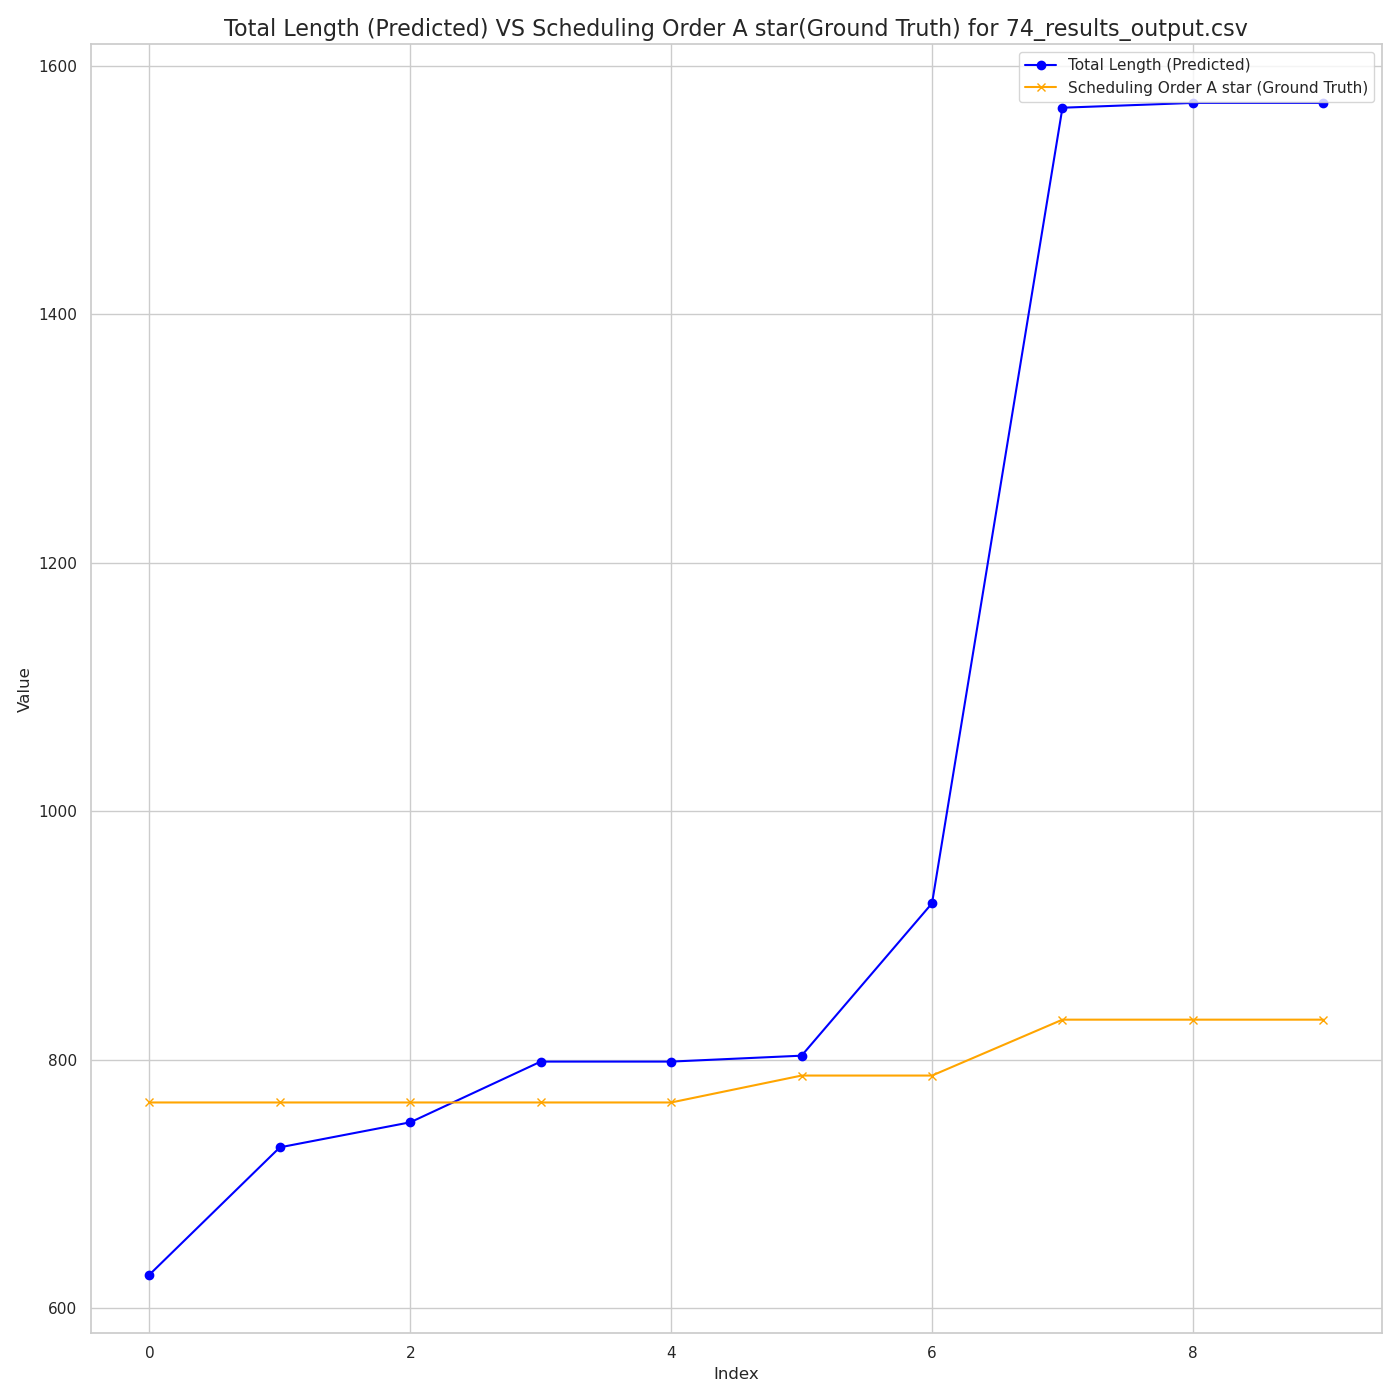 Total Length (Predicted) VS Scheduling Order A star(Ground Truth) for 74_results_output.csv
Total Length (Predicted)
Scheduling Order A star (Ground Truth)
1600
1400
1200
1000
800
600
Value
0 2 4 6 8
Index